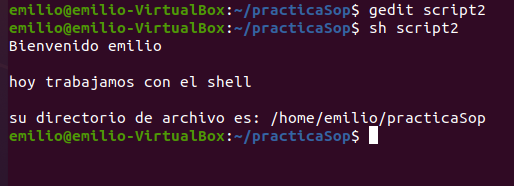 emilio@emilio-VirtualBox:~/practicaSop$ gedit script2
emilio@emilio-VirtualBox:~/practicaSop$ sh script2
Bienvenido emilio
hoy trabajamos con el shell
su directorio de archivo es: /home/emilio/practicaSop
emilio@emilio-VirtualBox:~/practicaSop$